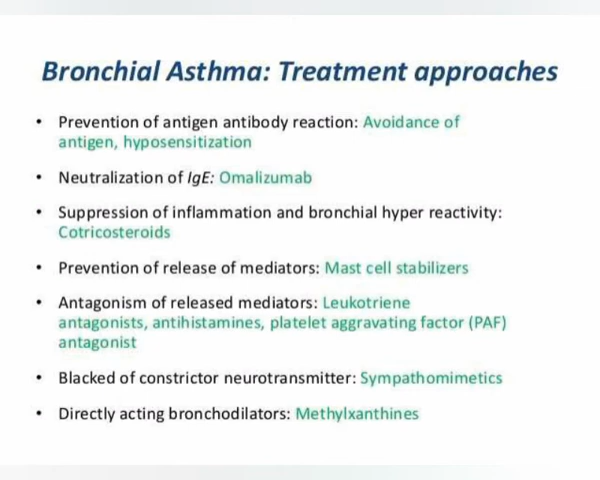 Bronchial Asthma: Treatment approaches
• Prevention of antigen antibody reaction: Avoidance of
antigen, hyposensitization
• Neutralization of IgE: Omalizumab
• Suppression of inflammation and bronchial hyper reactivity:
Cotricosteroids
• Prevention of release of mediators: Mast cell stabilizers
• Antagonism of released mediators: Leukotriene
antagonists, antihistamines, platelet aggravating factor (PAF)
antagonist
• Blacked of constrictor neurotransmitter: Sympathomimetics
• Directly acting bronchodilators: Methylxanthines